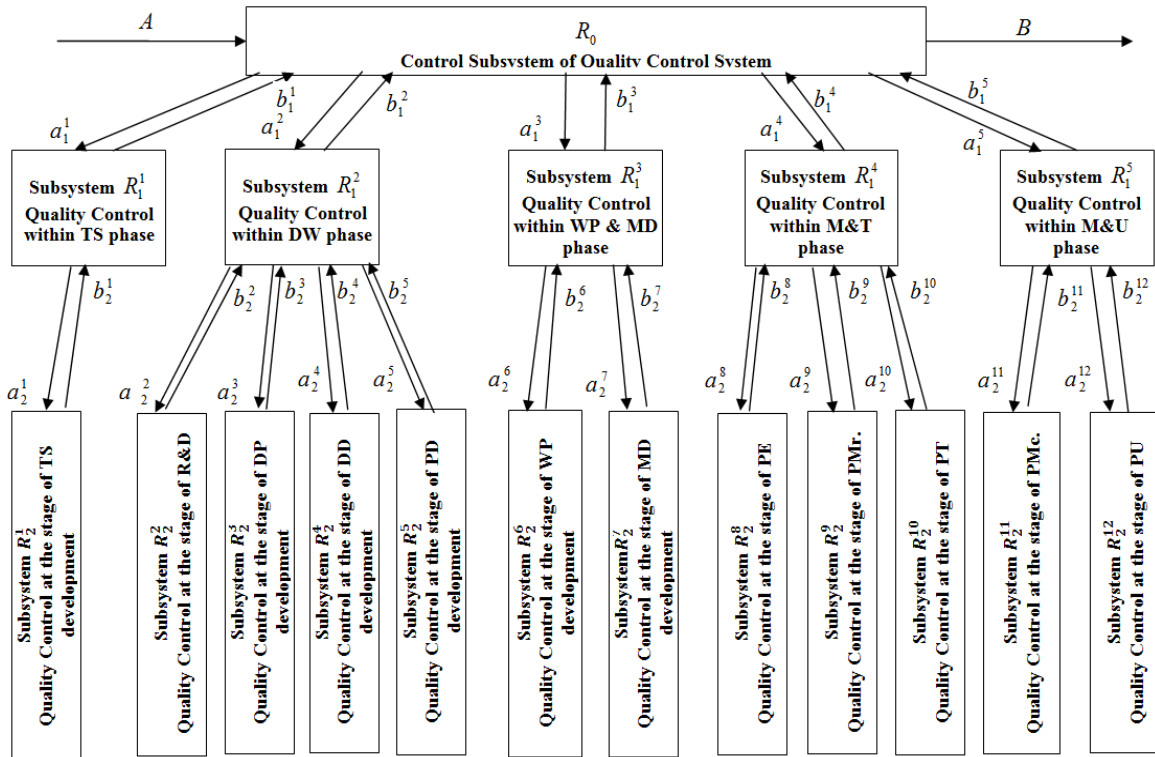 A
R₀
B
Control Subsystem of Quality Control System
a₁¹
b₁¹
a₁²
b₁²
a₁³
b₁³
a₁⁴
b₁⁴
a₁⁵
b₁⁵
Subsystem R₁¹
Quality Control
within TS phase
Subsystem R₁²
Quality Control
within DW phase
Subsystem R₁³
Quality Control
within WP & MD
phase
Subsystem R₁⁴
Quality Control
within M&T
phase
Subsystem R₁⁵
Quality Control
within M&U
phase
b₂¹
b₂²
b₂³
b₂⁴
b₂⁵
b₂⁶
b₂⁷
b₂⁸
b₂⁹
b₂¹⁰
b₂¹¹
b₂¹²
a₂¹
a₂²
a₂³
a₂⁴
a₂⁵
a₂⁶
a₂⁷
a₂⁸
a₂⁹
a₂¹⁰
a₂¹¹
a₂¹²
Subsystem R₂¹
Quality Control at the stage of TS
development
Subsystem R₂²
Quality Control at the stage of R&D
Subsystem R₂³
Quality Control at the stage of DP
development
Subsystem R₂⁴
Quality Control at the stage of DD
development
Subsystem R₂⁵
Quality Control at the stage of PD
development
Subsystem R₂⁶
Quality Control at the stage of WP
development
Subsystem R₂⁷
Quality Control at the stage of MD
development
Subsystem R₂⁸
Quality Control at the stage of PE
Subsystem R₂⁹
Quality Control at the stage of PMr.
Subsystem R₂¹⁰
Quality Control at the stage of PT
Subsystem R₂¹¹
Quality Control at the stage of PMc.
Subsystem R₂¹²
Quality Control at the stage of PU